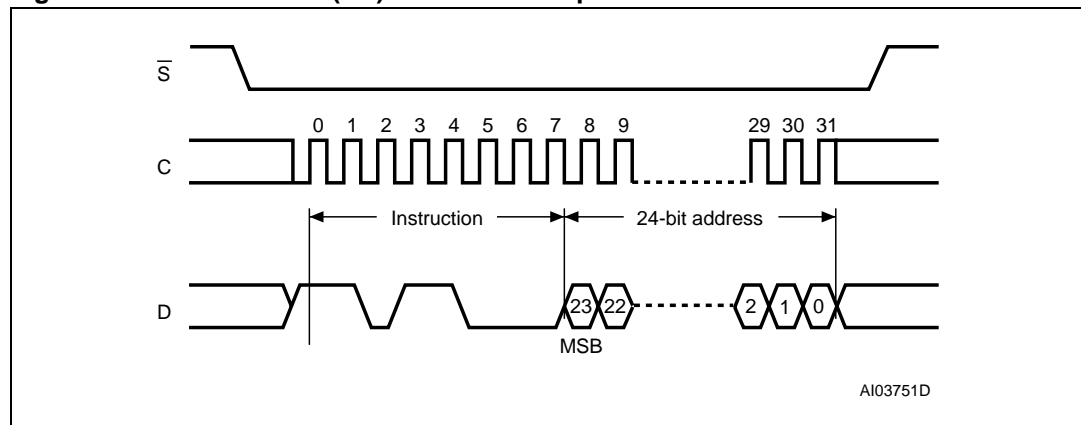 S
0 1 2 3 4 5 6 7 8 9 29 30 31
C
Instruction 24-bit address
D 23 22 2 1 0
MSB
AI03751D